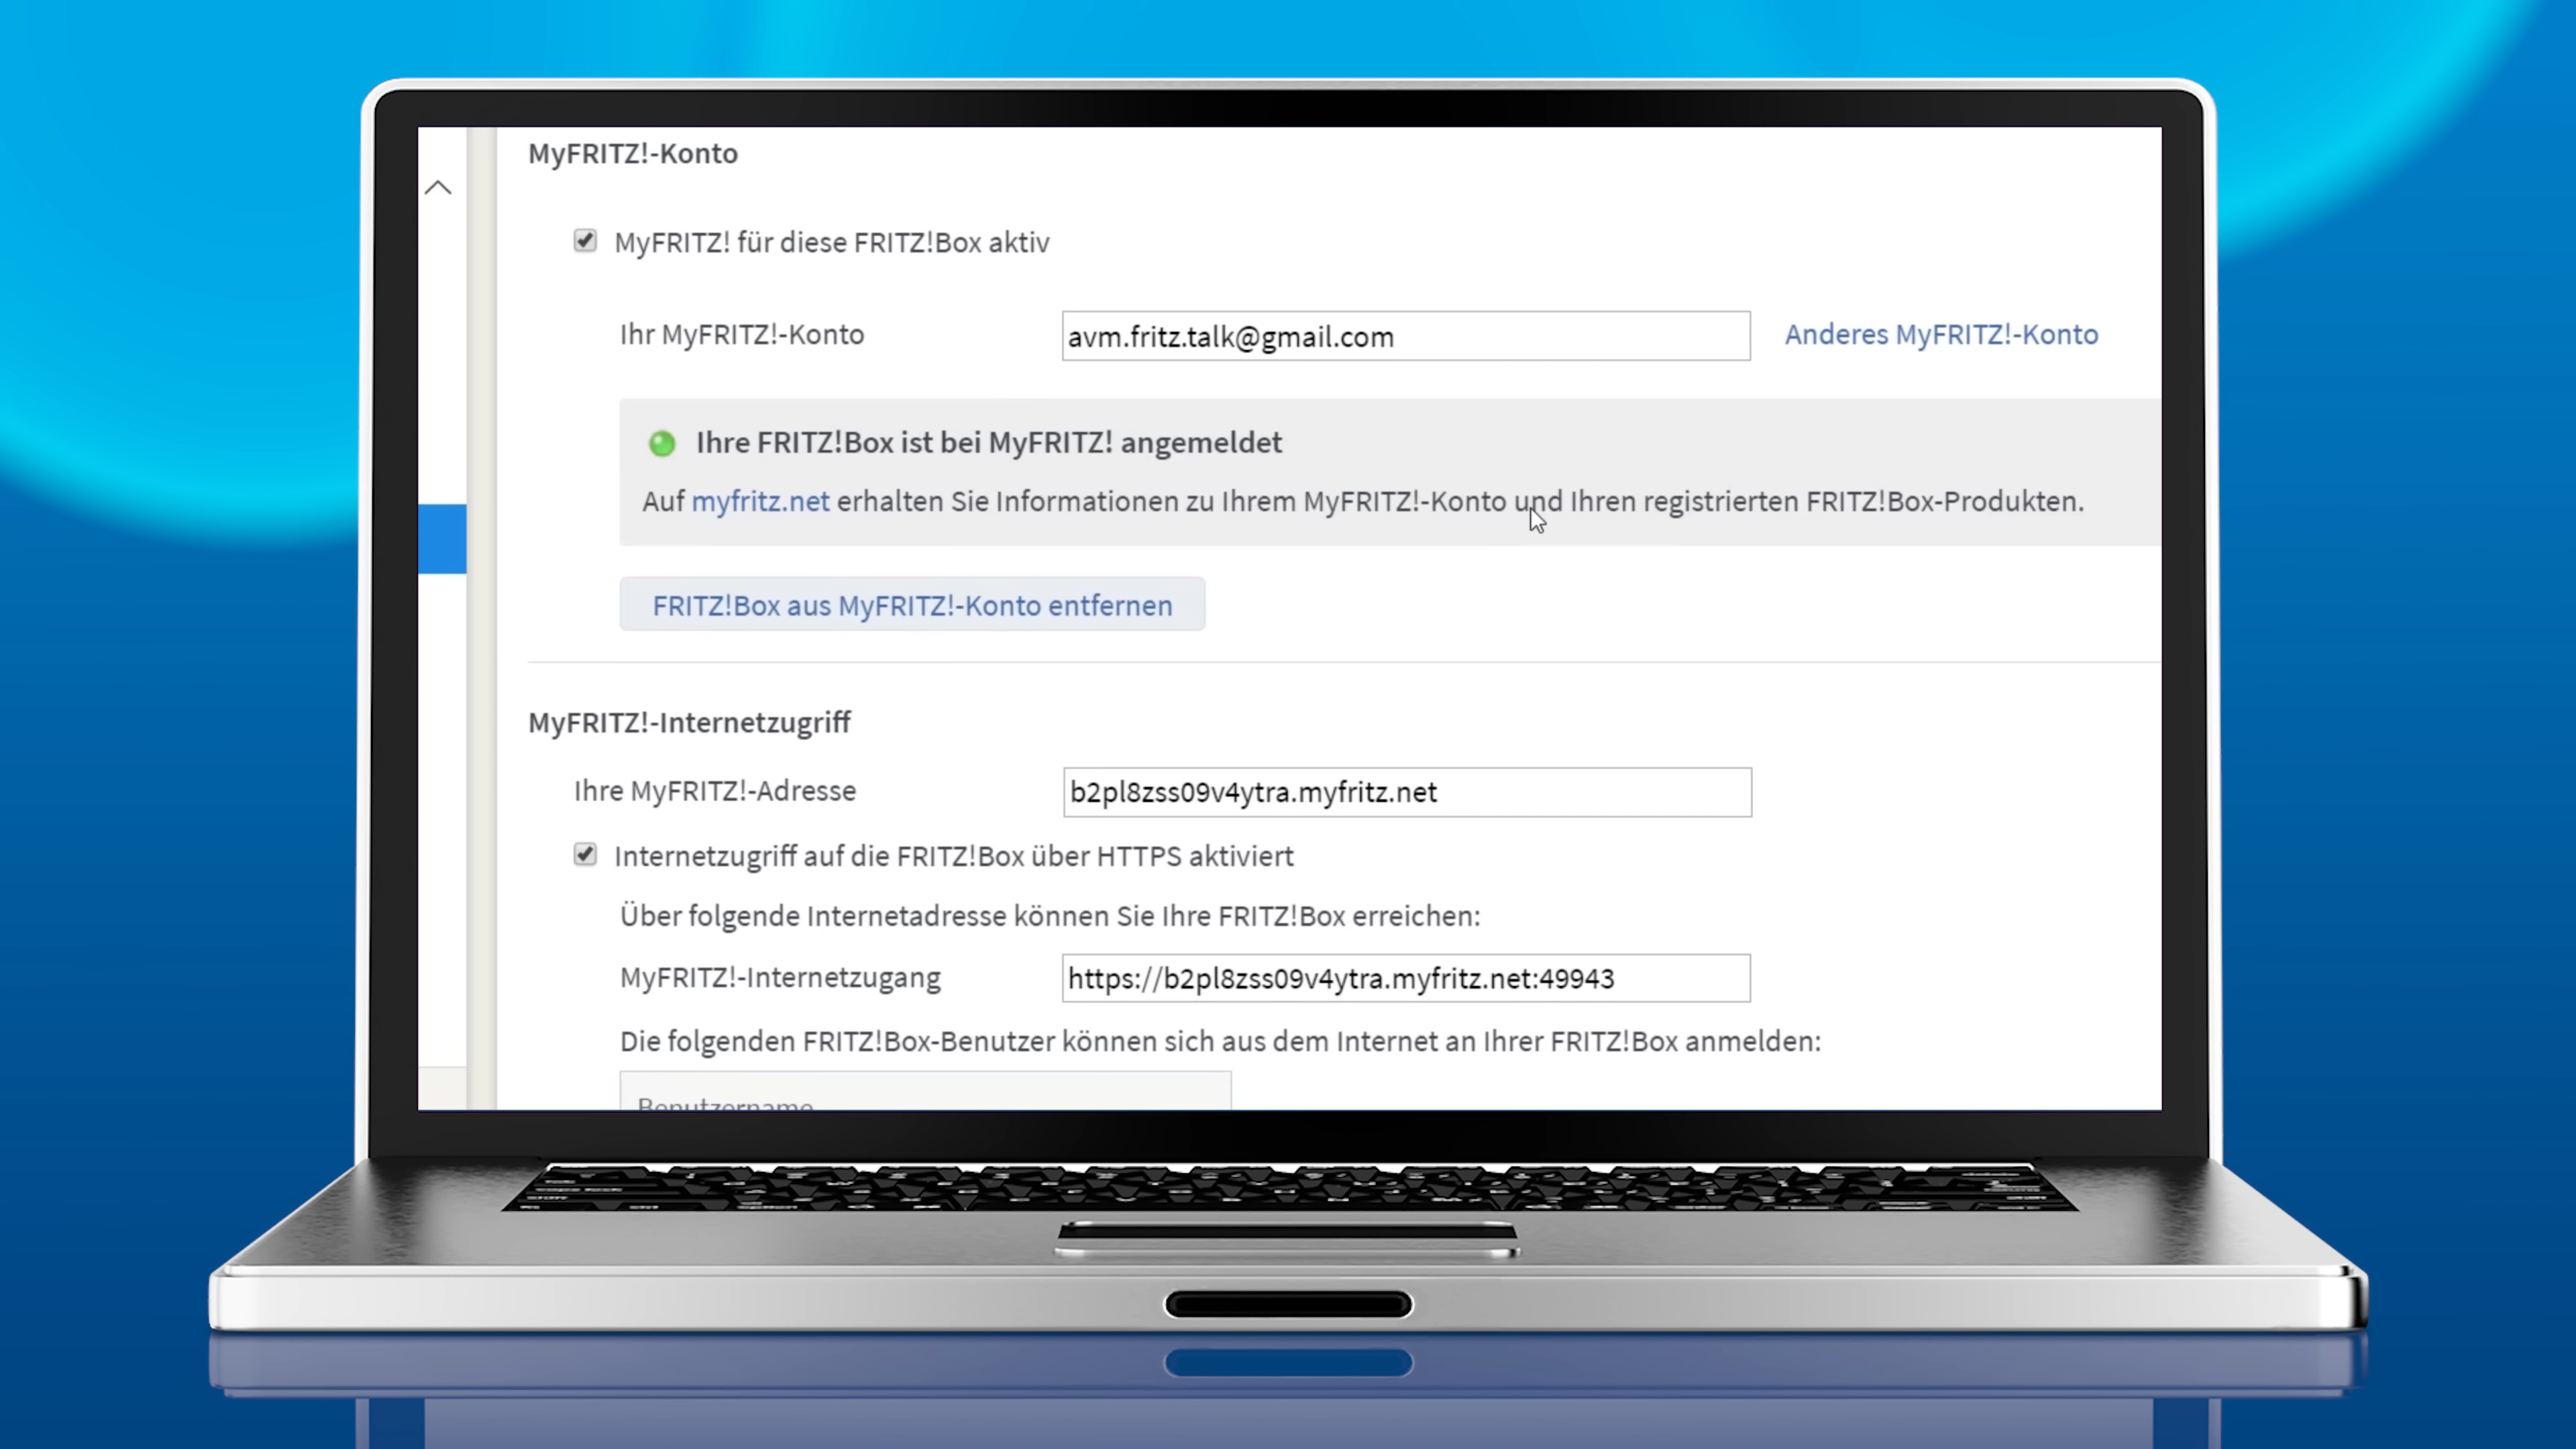 MyFRITZ!-Konto
MyFRITZ! für diese FRITZ!Box aktiv
Ihr MyFRITZ!-Konto avm.fritz.talk@gmail.com Anderes MyFRITZ!-Konto
Ihre FRITZ!Box ist bei MyFRITZ! angemeldet
Auf myfritz.net erhalten Sie Informationen zu Ihrem MyFRITZ!-Konto und Ihren registrierten FRITZ!Box-Produkten.
FRITZ!Box aus MyFRITZ!-Konto entfernen
MyFRITZ!-Internetzugriff
Ihre MyFRITZ!-Adresse b2pl8zss09v4ytra.myfritz.net
Internetzugriff auf die FRITZ!Box über HTTPS aktiviert
Über folgende Internetadresse können Sie Ihre FRITZ!Box erreichen:
MyFRITZ!-Internetzugang https://b2pl8zss09v4ytra.myfritz.net:49943
Die folgenden FRITZ!Box-Benutzer können sich aus dem Internet an Ihrer FRITZ!Box anmelden:
Benutzername